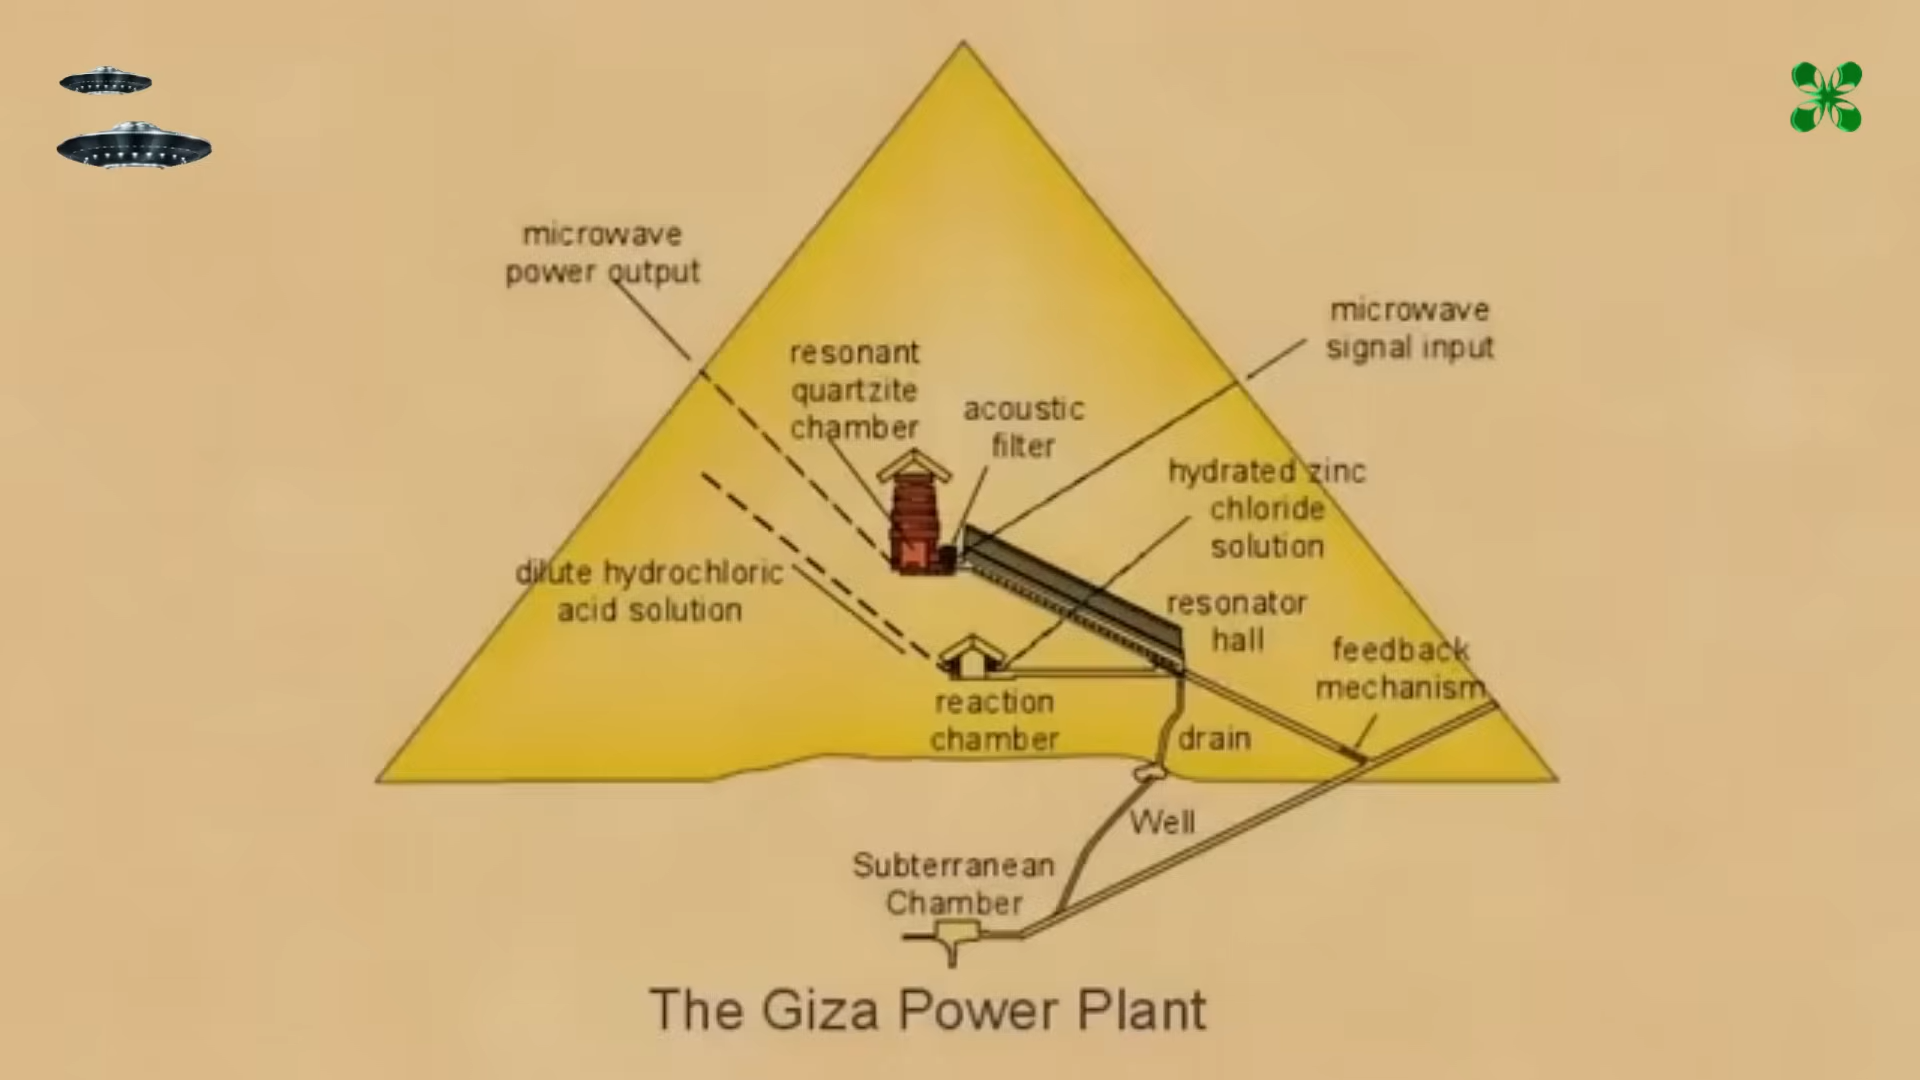 microwave
power output
microwave
signal input
resonant
quartzite
chamber
acoustic
filter
hydrated zinc
chloride
solution
dilute hydrochloric
acid solution
resonator
hall
feedback
mechanism
reaction
chamber
drain
Well
Subterranean
Chamber
The Giza Power Plant